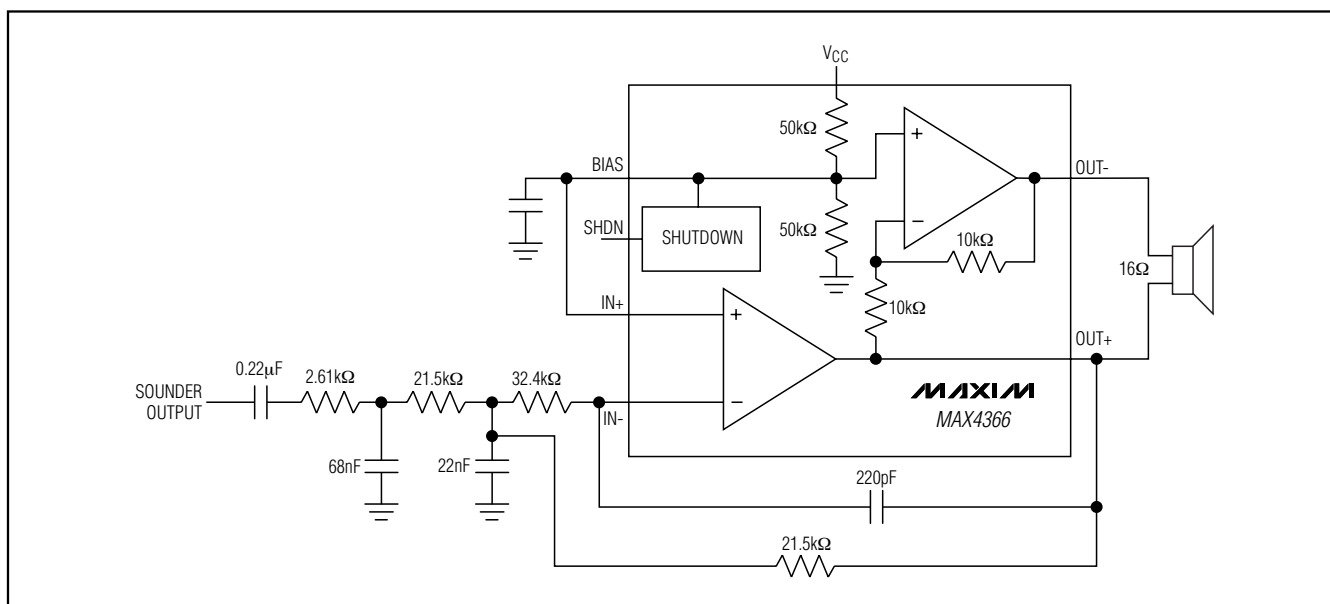 VCC
50kΩ
BIAS
OUT-
SHDN
SHUTDOWN
50kΩ
10kΩ
16Ω
IN+
10kΩ
OUT+
0.22μF
2.61kΩ
21.5kΩ
32.4kΩ
SOUNDER
OUTPUT
IN-
MAXIM
MAX4366
68nF
22nF
220pF
21.5kΩ